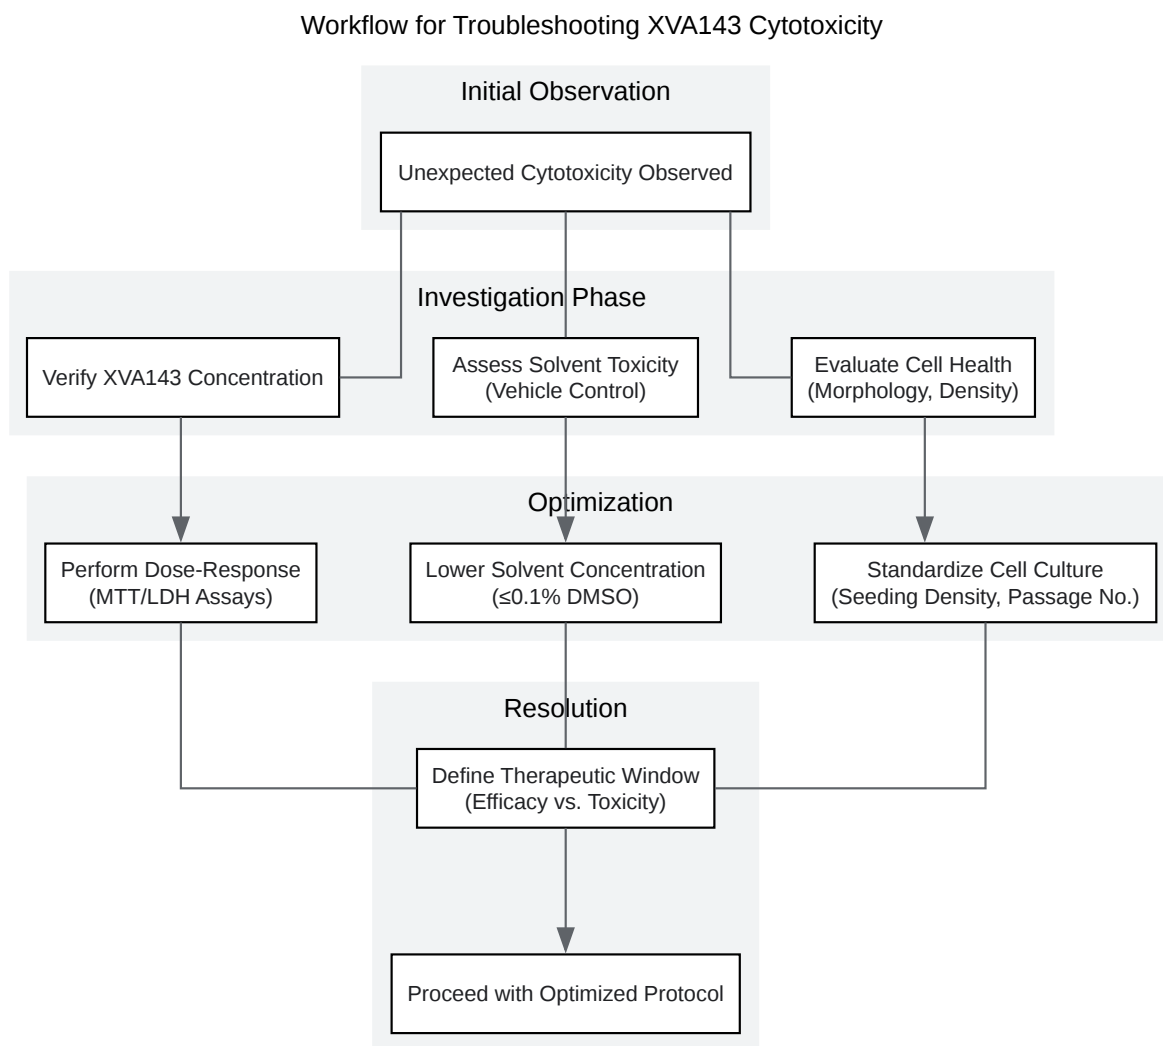 Workflow for Troubleshooting XVA143 Cytotoxicity
Initial Observation
Unexpected Cytotoxicity Observed
Investigation Phase
Verify XVA143 Concentration
Assess Solvent Toxicity
(Vehicle Control)
Evaluate Cell Health
(Morphology, Density)
Optimization
Perform Dose-Response
(MTT/LDH Assays)
Lower Solvent Concentration
(≤0.1% DMSO)
Standardize Cell Culture
(Seeding Density, Passage No.)
Resolution
Define Therapeutic Window
(Efficacy vs. Toxicity)
Proceed with Optimized Protocol